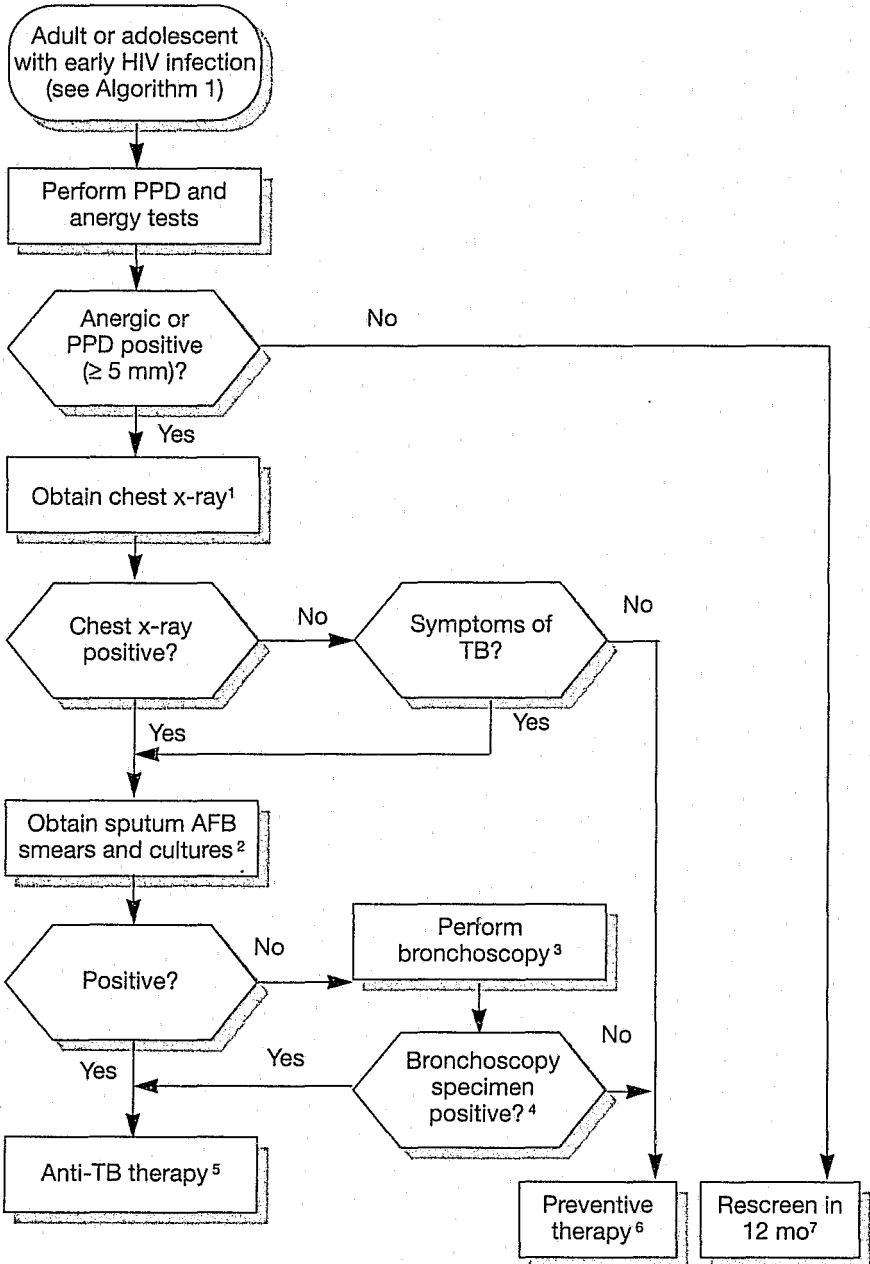 Adult or adolescent
with early HIV infection
(see Algorithm 1)
Perform PPD and
anergy tests
Anergic or
PPD positive
(≥ 5 mm)?
No
Yes
Obtain chest x-ray¹
Chest x-ray
positive?
No
Symptoms of
TB?
No
Yes
Yes
Obtain sputum AFB
smears and cultures²
Positive?
No
Perform
bronchoscopy³
Yes
Yes
Bronchoscopy
specimen
positive?⁴
No
Anti-TB therapy⁵
Preventive
therapy⁶
Rescreen in
12 mo⁷